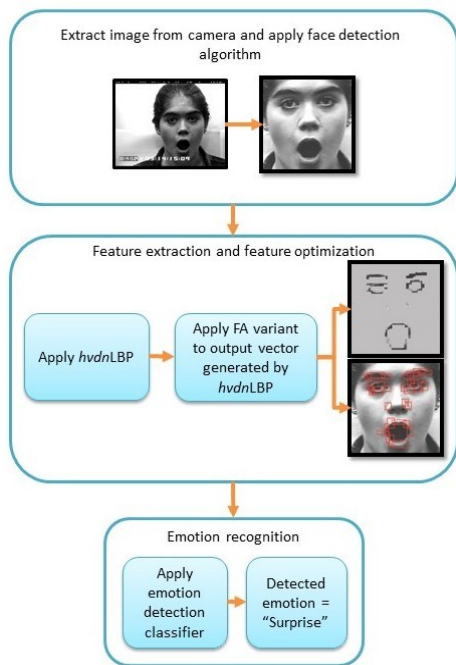 Extract image from camera and apply face detection
algorithm
Feature extraction and feature optimization
Apply hvdnLBP
Apply FA variant
to output vector
generated by
hvdnLBP
Emotion recognition
Apply
emotion
detection
classifier
Detected
emotion =
“Surprise”